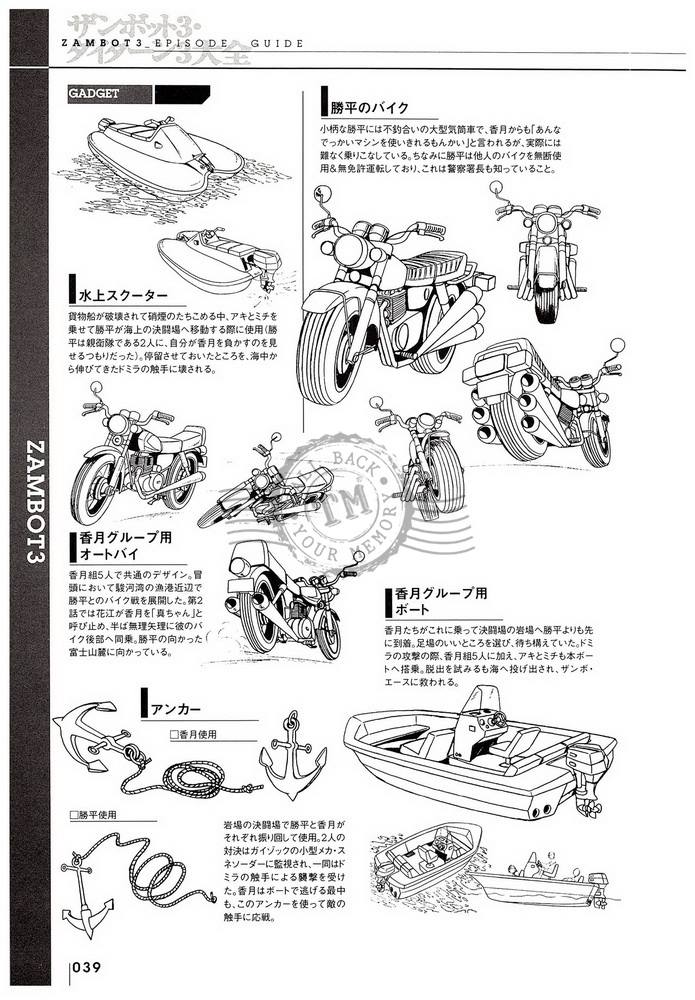 ザンボット3・
ダイターン3大全
ZAMBOT3_EPISODE GUIDE
GADGET
勝平のバイク
小柄な勝平には不釣合いの大型気筒車で、香月からも「あんな
でっかいマシンを使いきれるもんかい」と言われるが、実際には
難なく乗りこなしている。ちなみに勝平は他人のバイクを無断使
用&無免許運転しており、これは警察署長も知っていること。
水上スクーター
貨物船が破壊されて硝煙のたちこめる中、アキとミチを
乗せて勝平が海上の決闘場へ移動する際に使用(勝
平は親衛隊である2人に、自分が香月を負かすのを見
せるつもりだった)。停留させておいたところを、海中か
ら伸びてきたドミラの触手に壊される。
香月グループ用
オートバイ
香月組5人で共通のデザイン。冒
頭において駿河湾の漁港近辺で
勝平とのバイク戦を展開した。第2
話では花江が香月を「真ちゃん」と
呼び止め、半ば無理矢理に彼のバ
イク後部へ同乗。勝平の向かった
富士山麓に向かっている。
香月グループ用
ボート
香月たちがこれに乗って決闘場の岩場へ勝平よりも先
に到着。足場のいいところを選び、待ち構えていた。ドミ
ラの攻撃の際、香月組5人に加え、アキとミチも本ボー
トへ搭乗。脱出を試みるも海へ投げ出され、ザンボ・
エースに救われる。
アンカー
□香月使用
□勝平使用
岩場の決闘場で勝平と香月が
それぞれ振り回して使用。2人の
対決はガイゾックの小型メカ・ス
ネソーダーに監視され、一同はド
ミラの触手による襲撃を受け
た。香月はボートで逃げる最中
も、このアンカーを使って敵の
触手に応戦。
ZAMBOT3
BACK
TM
YOUR MEMORY
039